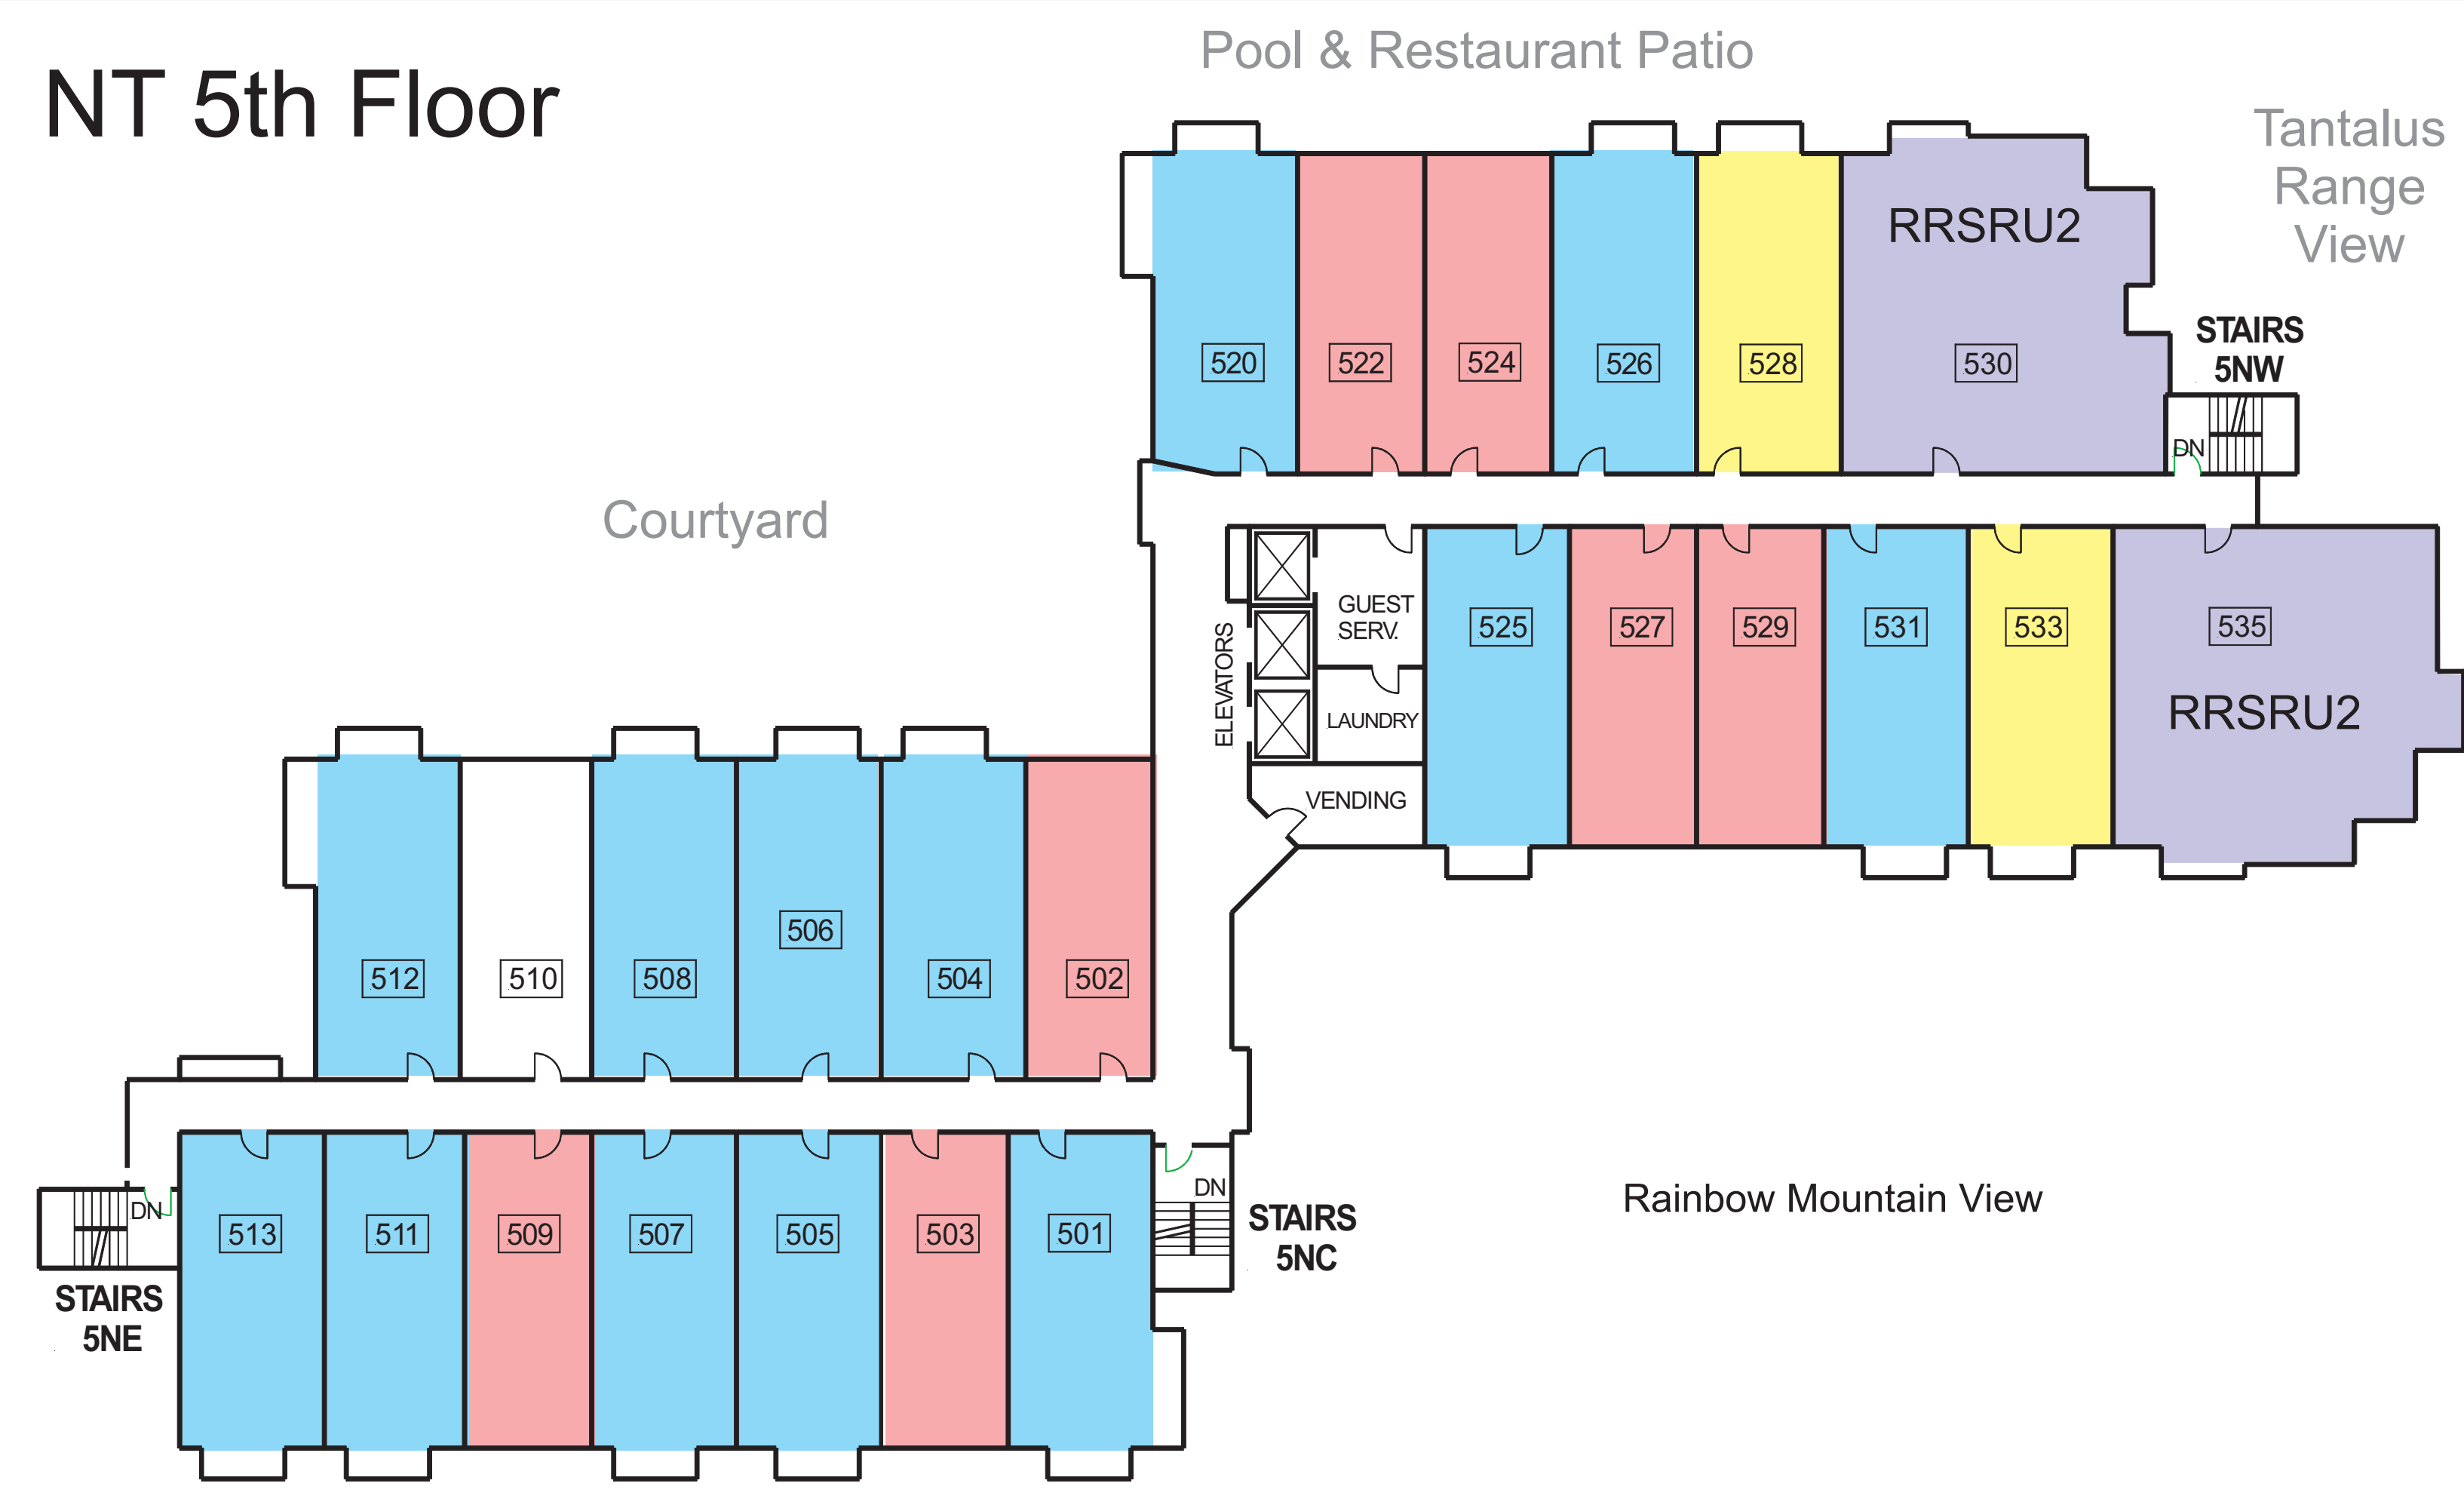 NT 5th Floor
Pool & Restaurant Patio
Tantalus
Range
View
RRSRU2
STAIRS
5NW
520
522
524
526
528
530
DN
Courtyard
ELEVATORS
GUEST
SERV.
LAUNDRY
VENDING
525
527
529
531
533
535
RRSRU2
512
510
508
506
504
502
DN
513
511
509
507
505
503
501
DN
STAIRS
5NE
STAIRS
5NC
Rainbow Mountain View